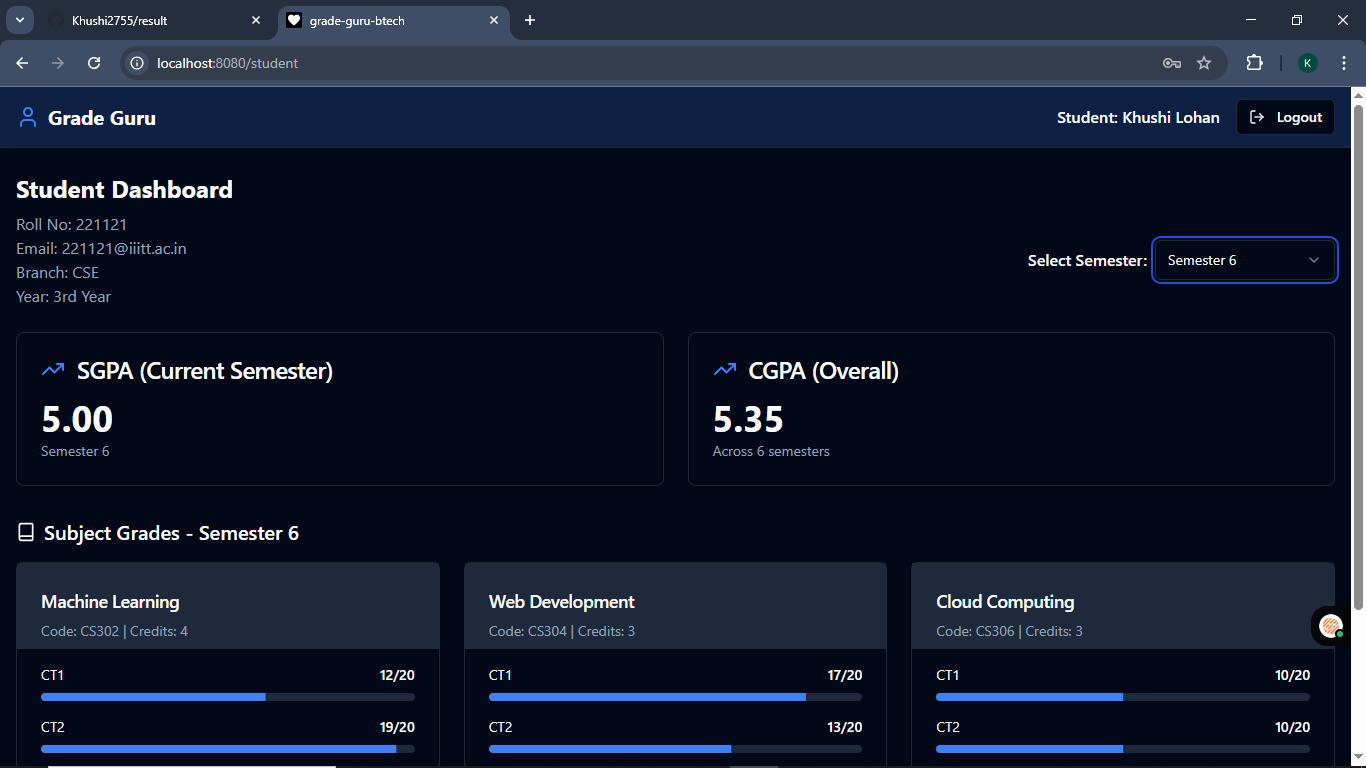 Khushi2755/result
grade-guru-btech
localhost:8080/student
K
Grade Guru
Student: Khushi Lohan
Logout
Student Dashboard
Roll No: 221121
Email: 221121@iiitt.ac.in
Branch: CSE
Year: 3rd Year
Select Semester:
Semester 6
SGPA (Current Semester)
5.00
Semester 6
CGPA (Overall)
5.35
Across 6 semesters
Subject Grades - Semester 6
Machine Learning
Code: CS302 | Credits: 4
CT1 12/20
CT2 19/20
Web Development
Code: CS304 | Credits: 3
CT1 17/20
CT2 13/20
Cloud Computing
Code: CS306 | Credits: 3
CT1 10/20
CT2 10/20